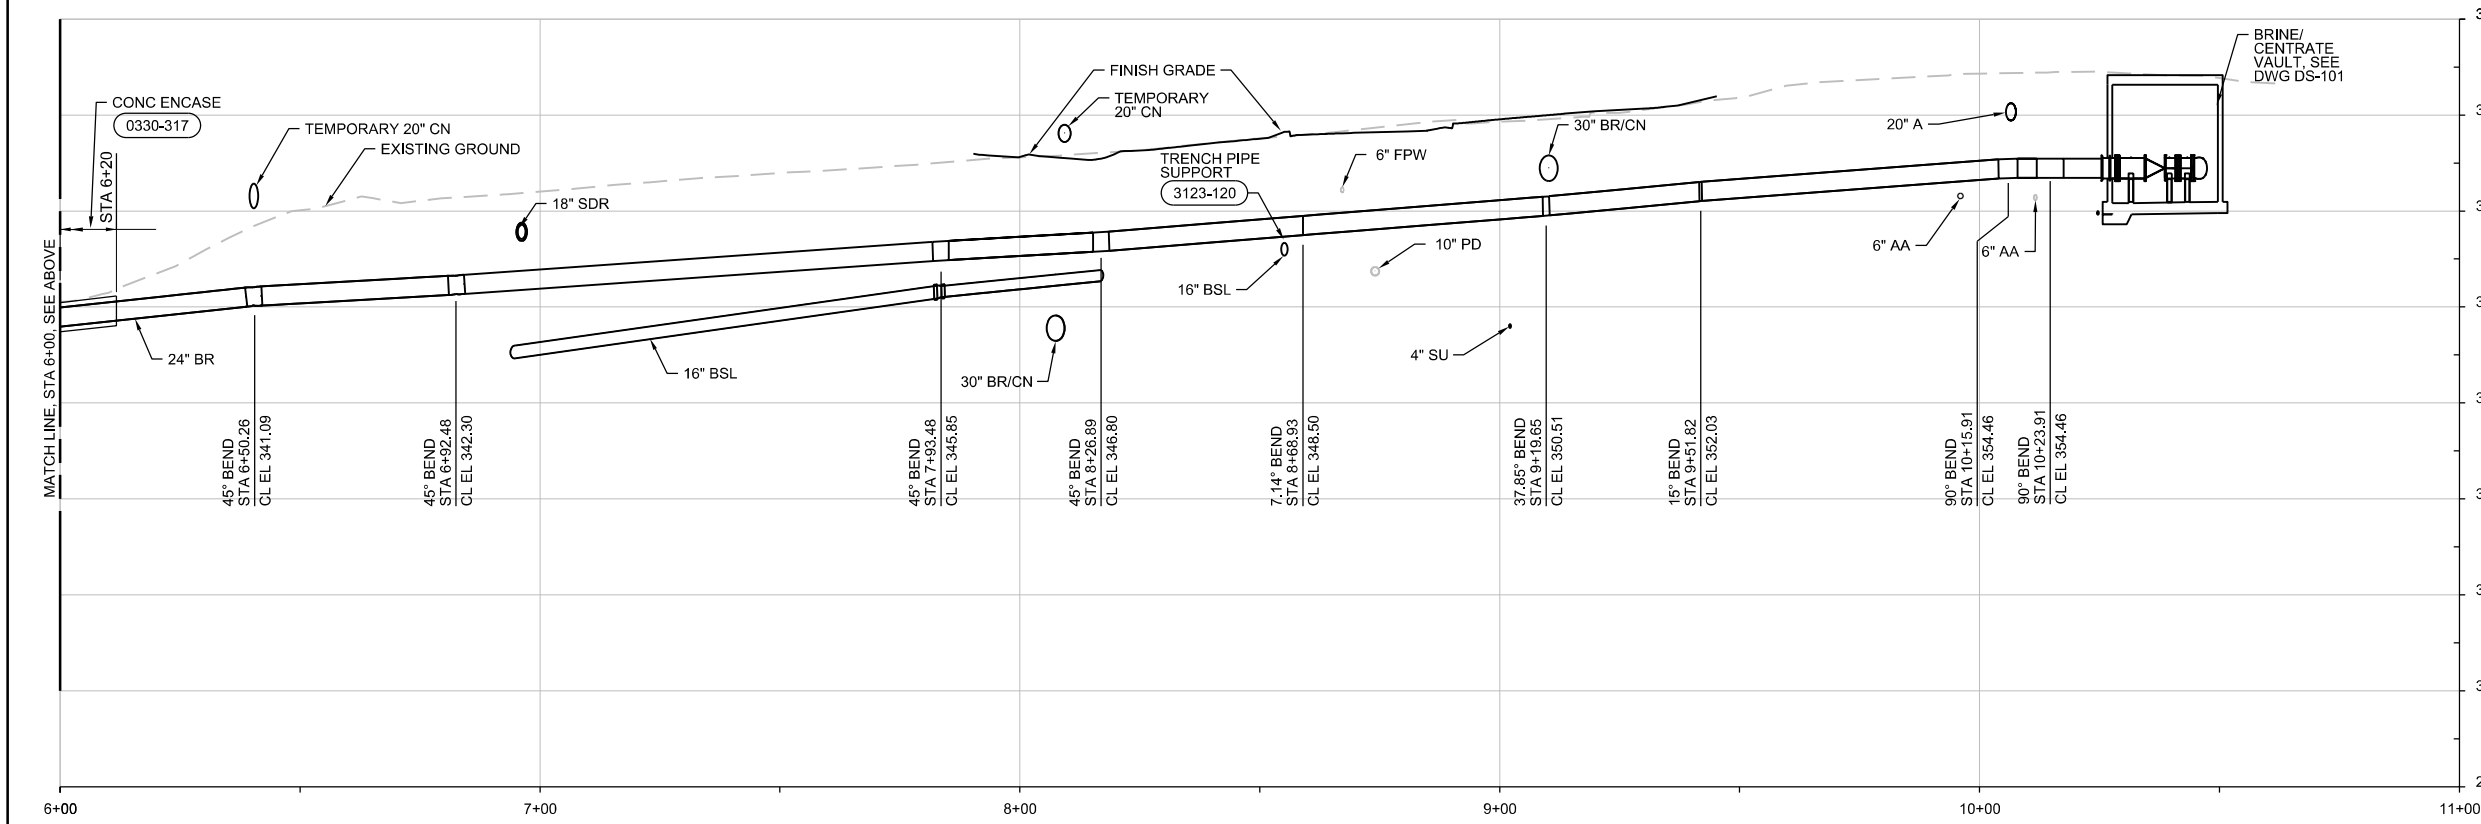 BRINE/
CENTRATE
VAULT, SEE
DWG DS-101
FINISH GRADE
TEMPORARY
20" CN
CONC ENCASE
0330-317
TEMPORARY 20" CN
EXISTING GROUND
30" BR/CN
20" A
6" FPW
TRENCH PIPE
SUPPORT
3123-120
STA 6+20
18" SDR
10" PD
6" AA
6" AA
16" BSL
MATCH LINE, STA 6+00, SEE ABOVE
24" BR
16" BSL
30" BR/CN
4" SU
45° BEND
STA 6+50.26
CL EL 341.09
45° BEND
STA 6+92.48
CL EL 342.30
45° BEND
STA 7+93.48
CL EL 345.85
45° BEND
STA 8+26.89
CL EL 346.80
7.14° BEND
STA 8+68.93
CL EL 348.50
37.85° BEND
STA 9+19.65
CL EL 350.51
15° BEND
STA 9+51.82
CL EL 352.03
90° BEND
STA 10+15.91
CL EL 354.46
90° BEND
STA 10+23.91
CL EL 354.46
6+00
7+00
8+00
9+00
10+00
11+00